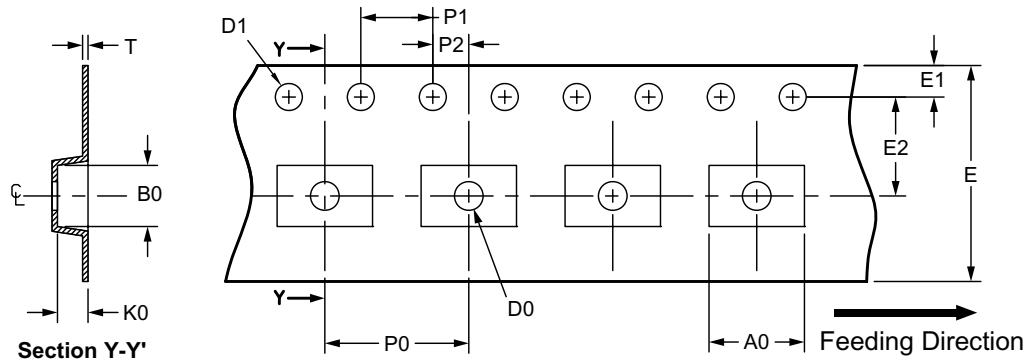 D1
P1
P2
Y
T
E1
E2
E
B0
℄
K0
Y
P0
D0
A0
Section Y-Y'
Feeding Direction